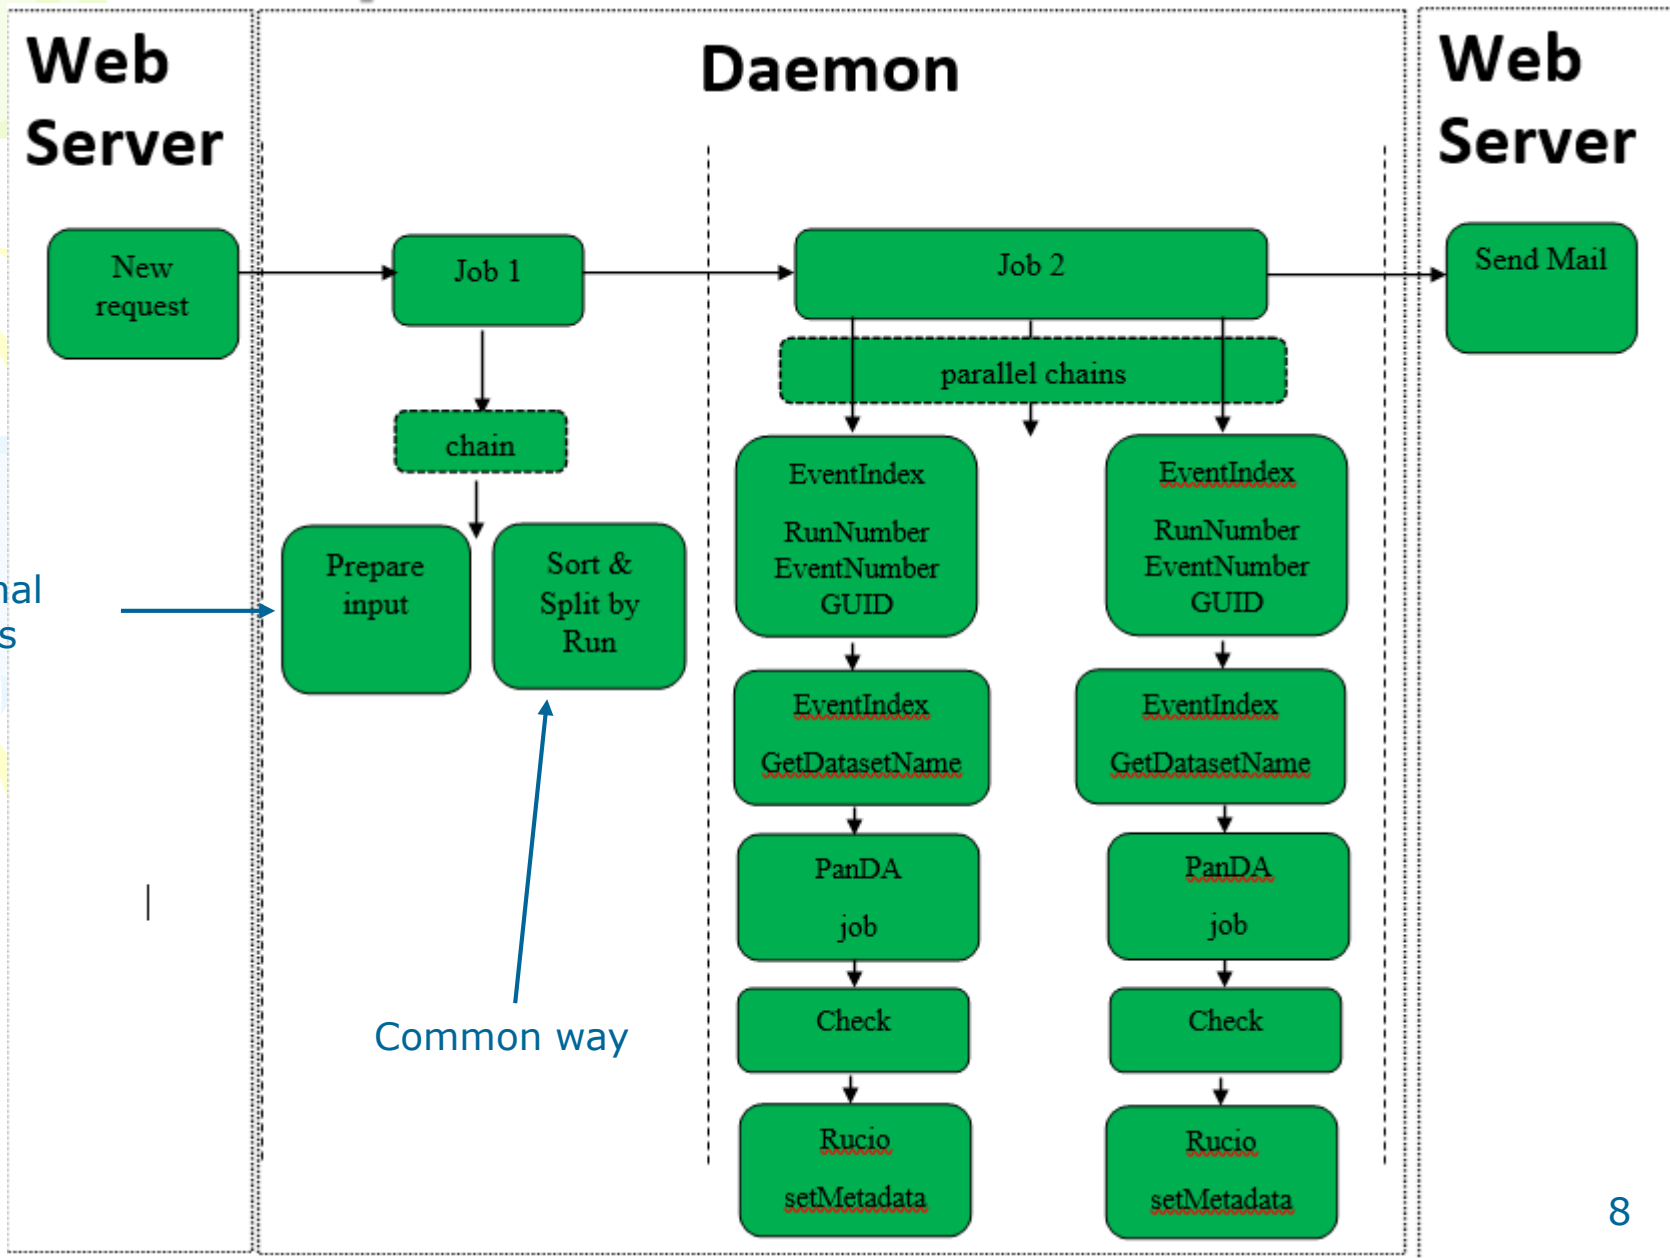 Web
Server
Daemon
Web
Server
New
request
Job 1
Job 2
Send Mail
parallel chains
chain
Prepare
input
Sort &
Split by
Run
EventIndex
RunNumber
EventNumber
GUID
EventIndex
RunNumber
EventNumber
GUID
EventIndex
GetDatasetName
EventIndex
GetDatasetName
PanDA
job
PanDA
job
Check
Check
Rucio
setMetadata
Rucio
setMetadata
Common way
8